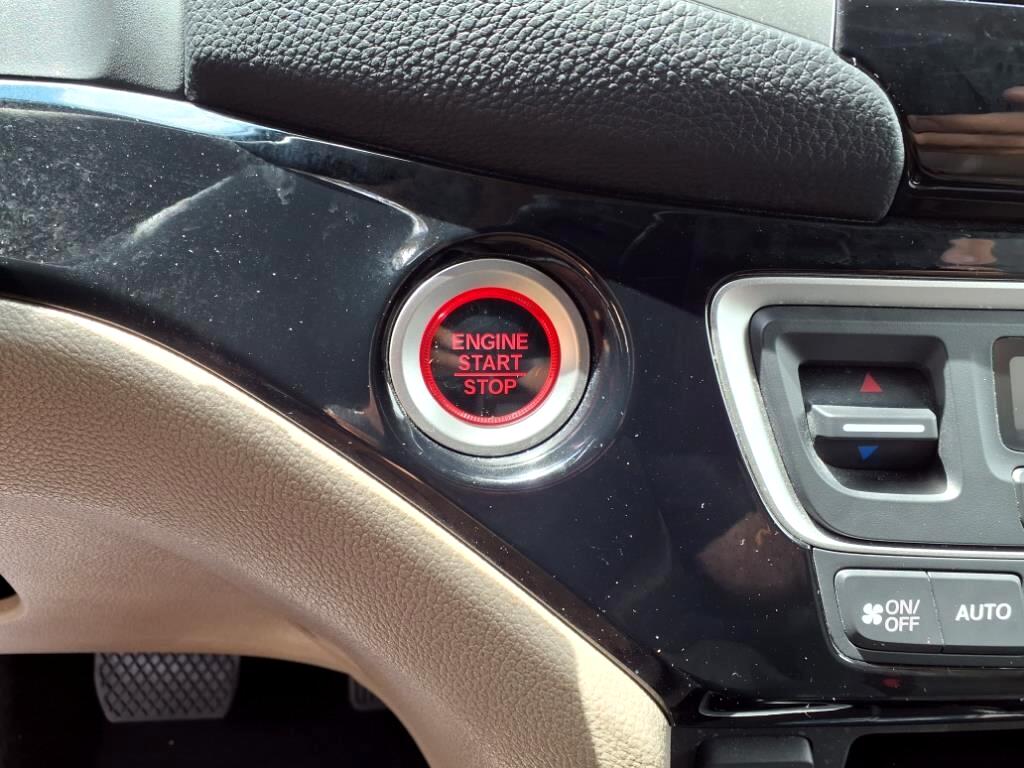 ENGINE
START
STOP
ON/
OFF
AUTO